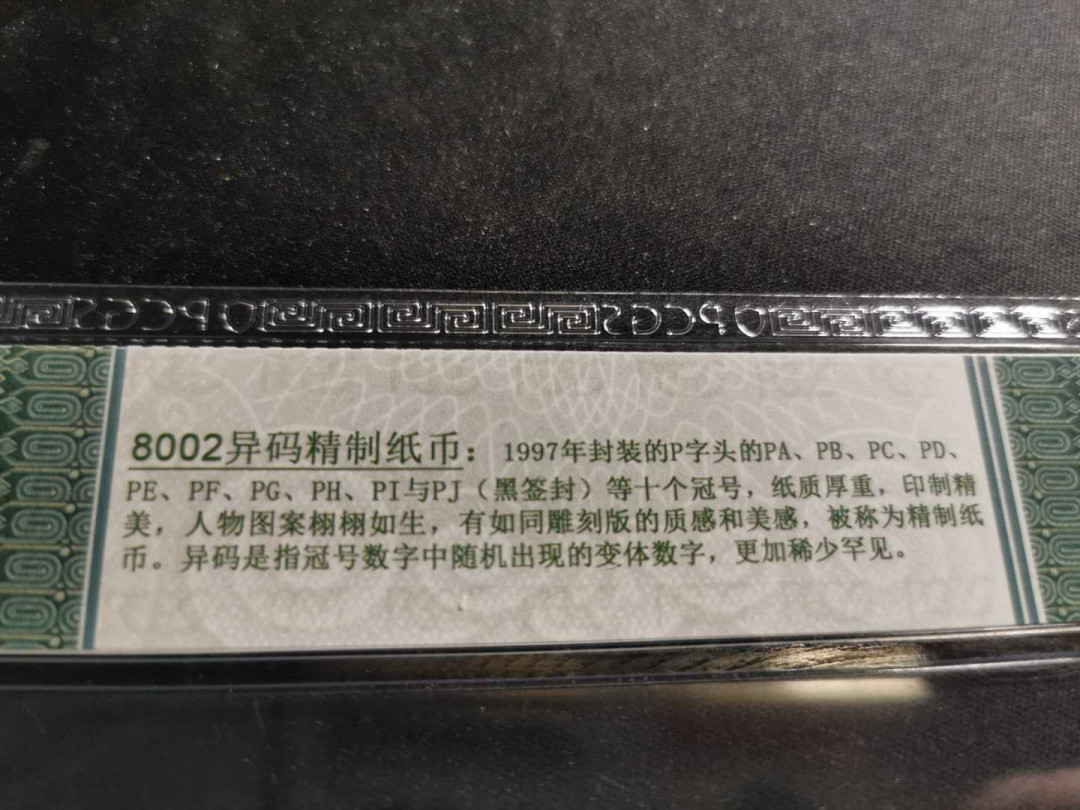 8002异码精制纸币：1997年封装的P字头的PA、PB、PC、PD、
PE、PF、PG、PH、PI与PJ（黑签封）等十个冠号，纸质厚重，印制精
美，人物图案栩栩如生，有如同雕刻版的质感和美感，被称为精制纸
币。异码是指冠号数字中随机出现的变体数字，更加稀少罕见。